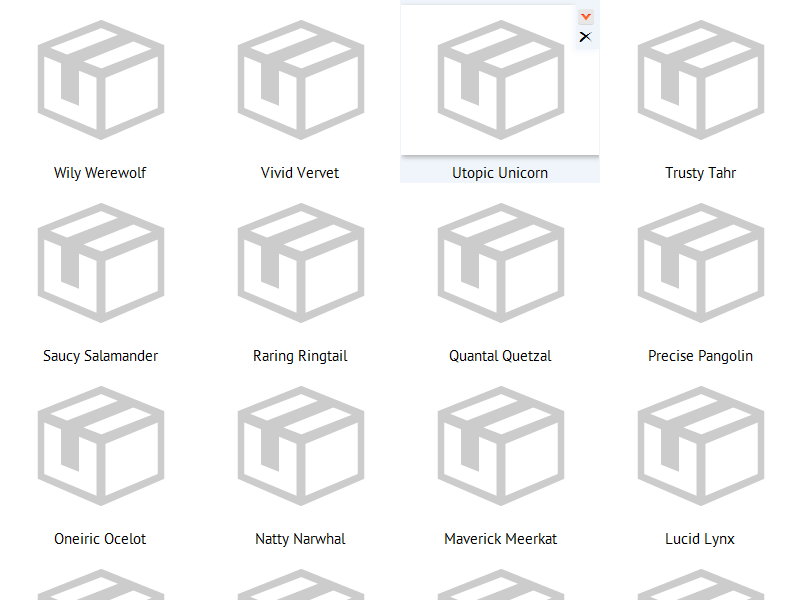 Wily Werewolf
Vivid Vervet
Utopic Unicorn
Trusty Tahr
Saucy Salamander
Raring Ringtail
Quantal Quetzal
Precise Pangolin
Oneiric Ocelot
Natty Narwhal
Maverick Meerkat
Lucid Lynx